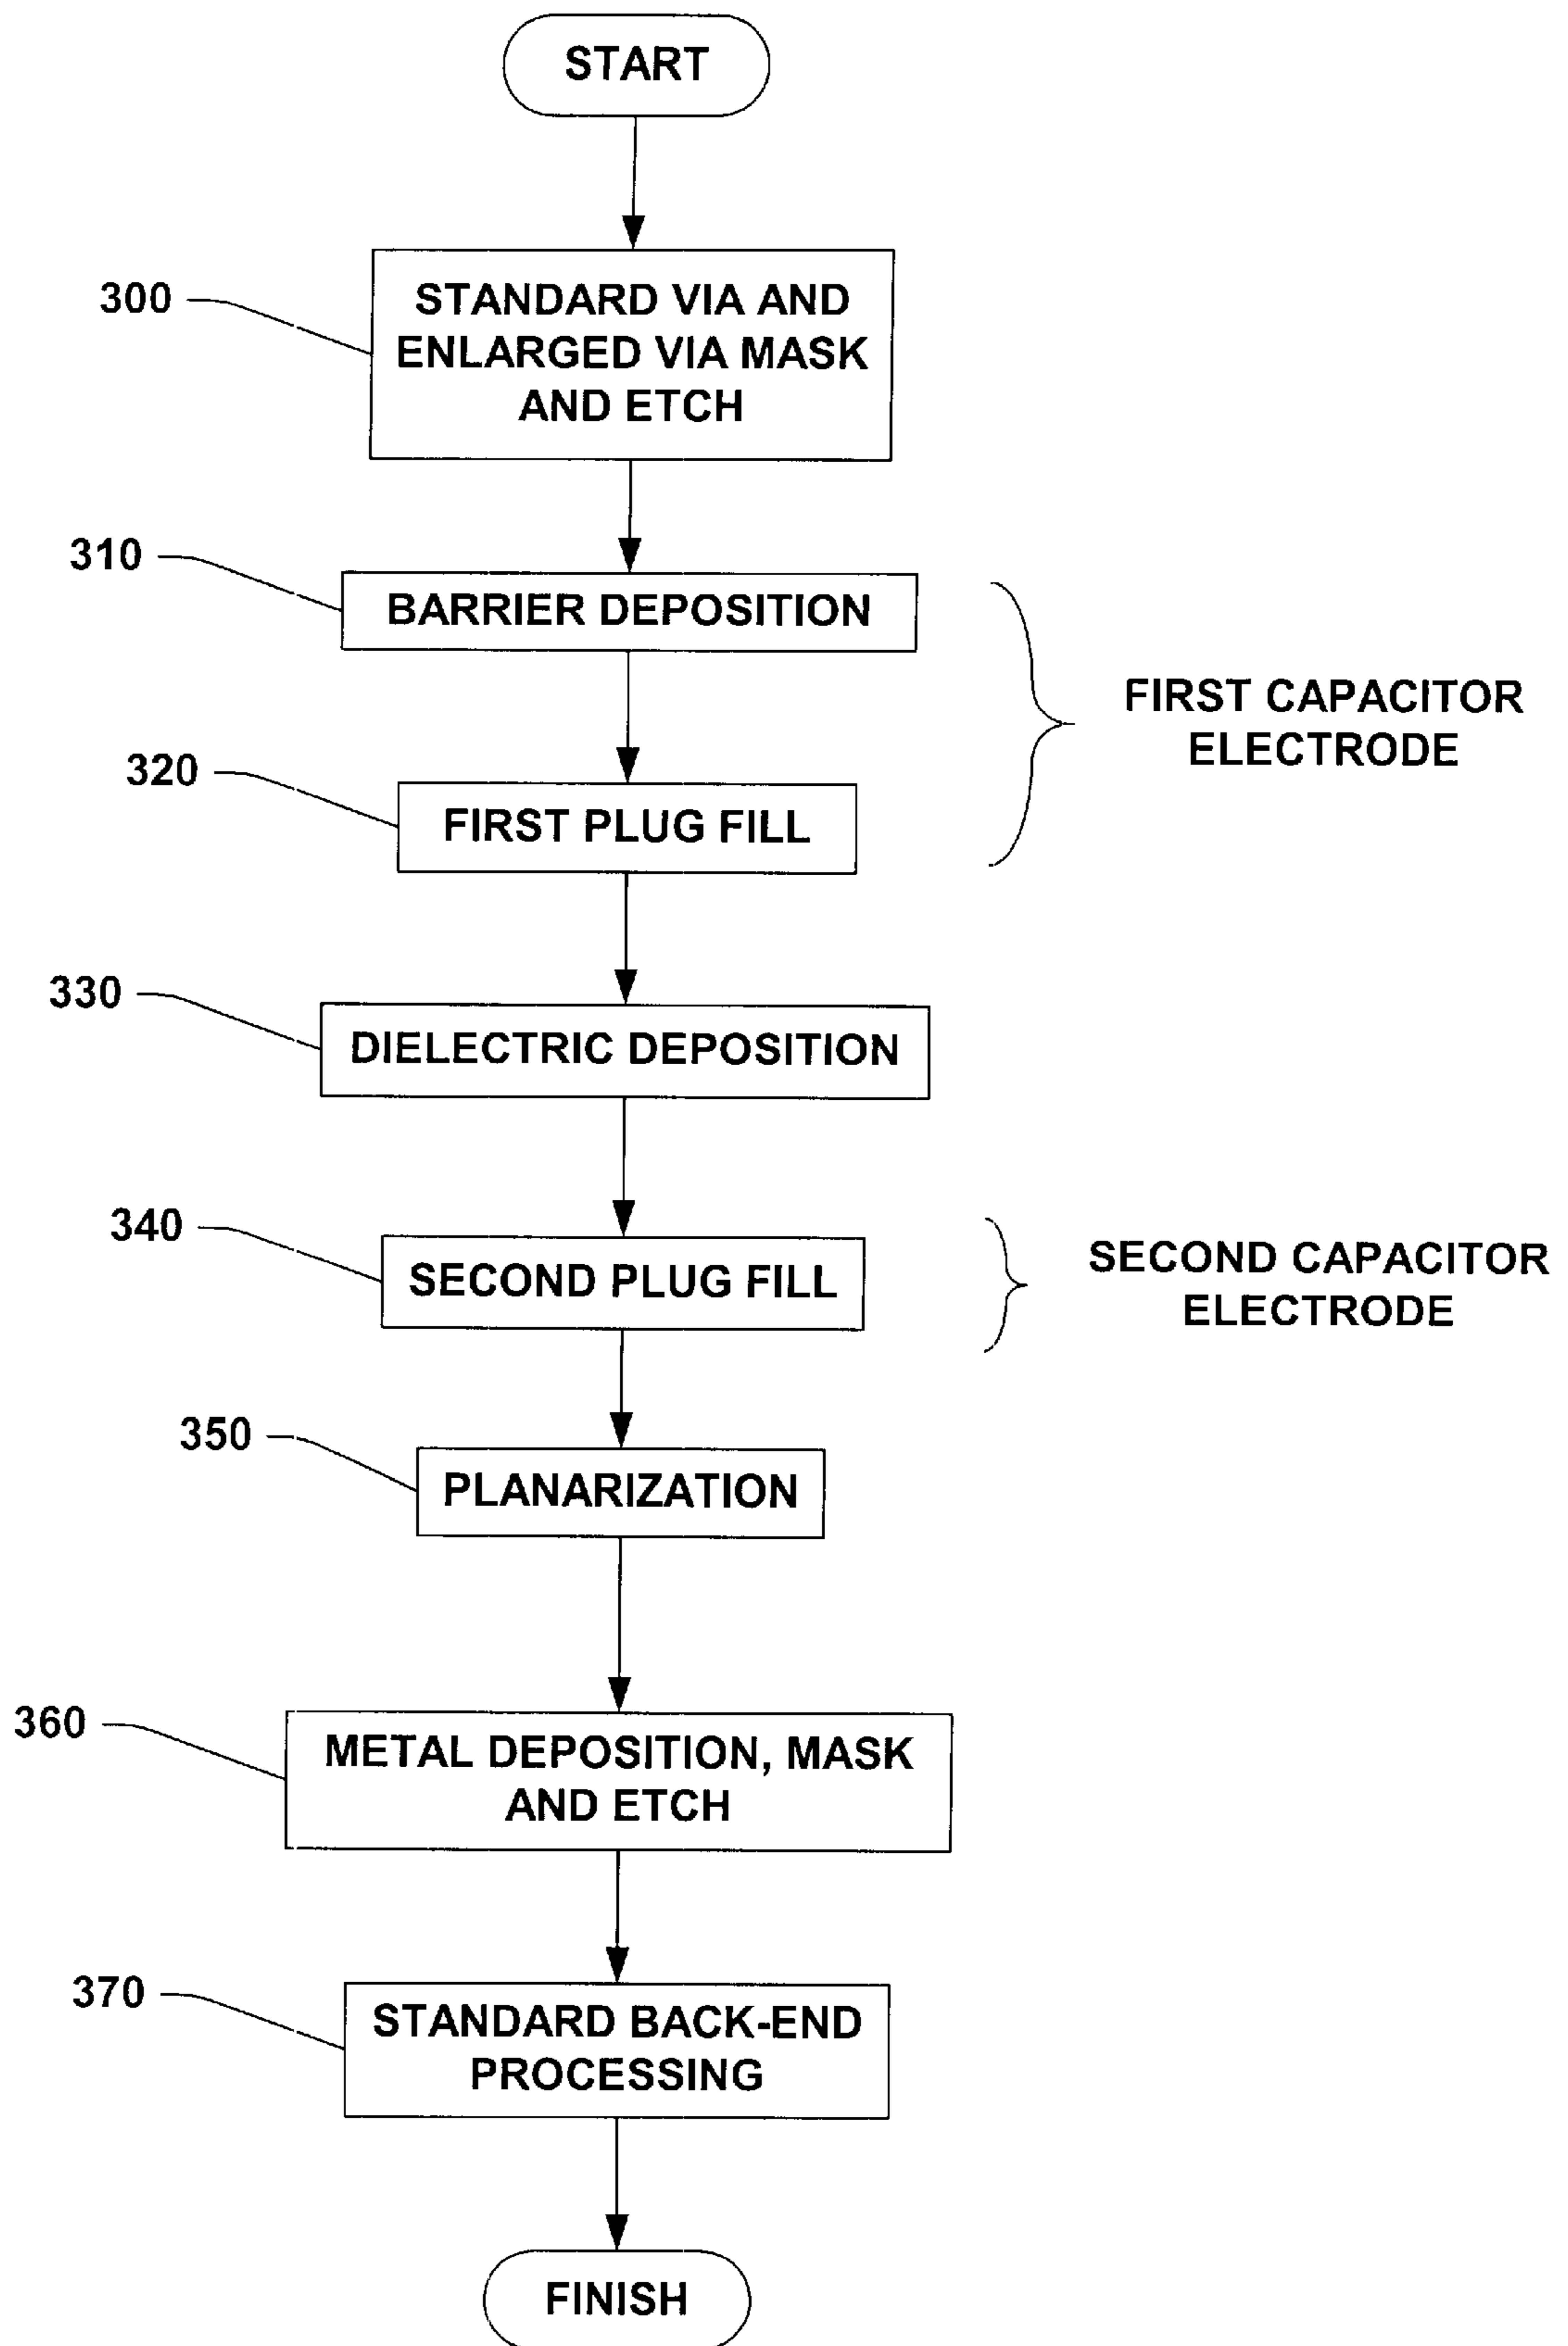 START
300
STANDARD VIA AND
ENLARGED VIA MASK
AND ETCH
310
BARRIER DEPOSITION
FIRST CAPACITOR
ELECTRODE
320
FIRST PLUG FILL
330
DIELECTRIC DEPOSITION
340
SECOND PLUG FILL
SECOND CAPACITOR
ELECTRODE
350
PLANARIZATION
360
METAL DEPOSITION, MASK
AND ETCH
370
STANDARD BACK-END
PROCESSING
FINISH